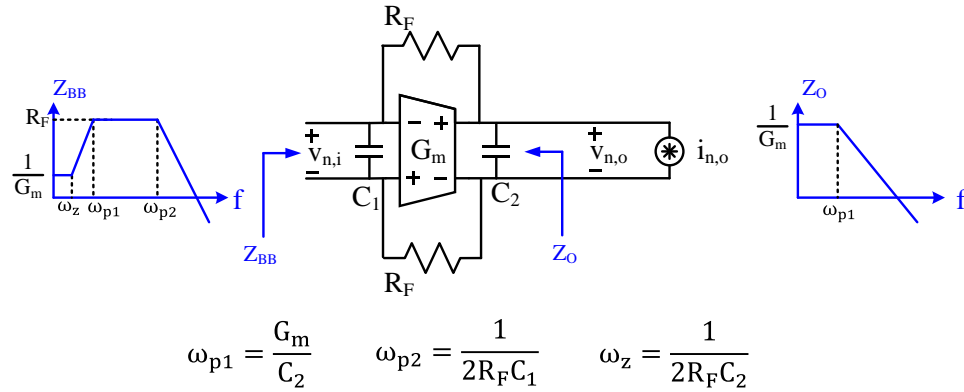 R_F
Z_BB
R_F
1/G_m
ω_z ω_p1 ω_p2 f
Z_BB
+ v_n,i −
C_1
− + G_m + −
C_2
+ v_n,o −
i_n,o
Z_O
R_F
Z_O
1/G_m
ω_p1 f
ω_p1 = G_m/C_2 ω_p2 = 1/(2R_FC_1) ω_z = 1/(2R_FC_2)